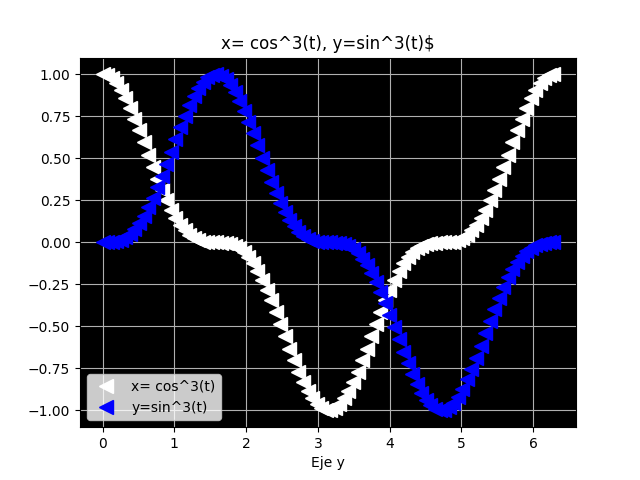 x= cos^3(t), y=sin^3(t)$
1.00
0.75
0.50
0.25
0.00
−0.25
−0.50
−0.75
−1.00
x= cos^3(t)
y=sin^3(t)
0 1 2 3 4 5 6
Eje y